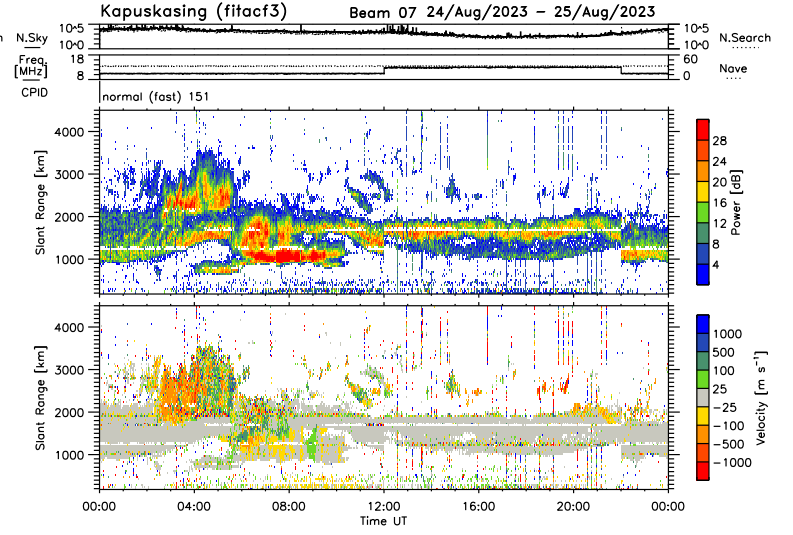 Kapuskasing (fitacf3)
Beam 07 24/Aug/2023 - 25/Aug/2023
N.Sky
10^5
10^0
10^5
10^0
N.Search
Freq.
[MHz]
18
8
60
0
Nave
CPID
normal (fast) 151
Slant Range [km]
4000
3000
2000
1000
28
24
20
16
12
8
4
Power [dB]
Slant Range [km]
4000
3000
2000
1000
1000
500
100
25
-25
-100
-500
-1000
Velocity [m s⁻¹]
00:00 04:00 08:00 12:00 16:00 20:00 00:00
Time UT